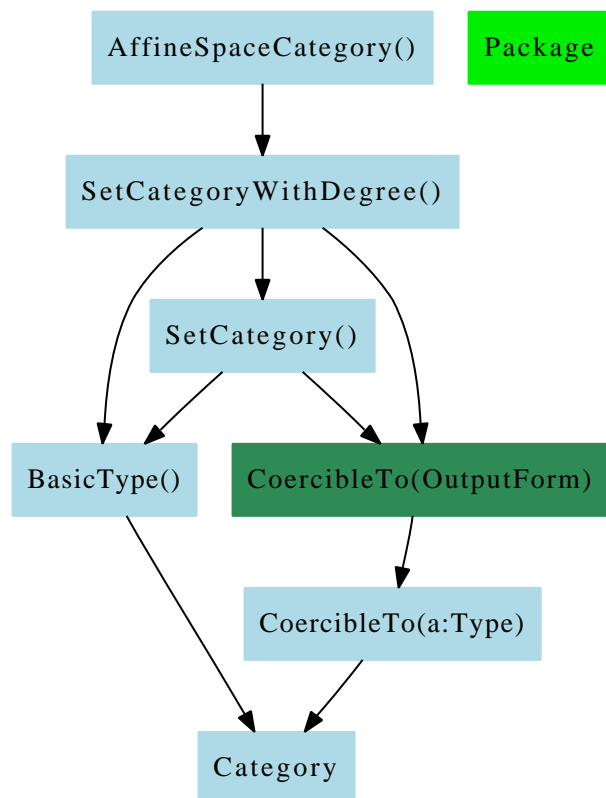 AffineSpaceCategory()
Package
SetCategoryWithDegree()
SetCategory()
BasicType()
CoercibleTo(OutputForm)
CoercibleTo(a:Type)
Category